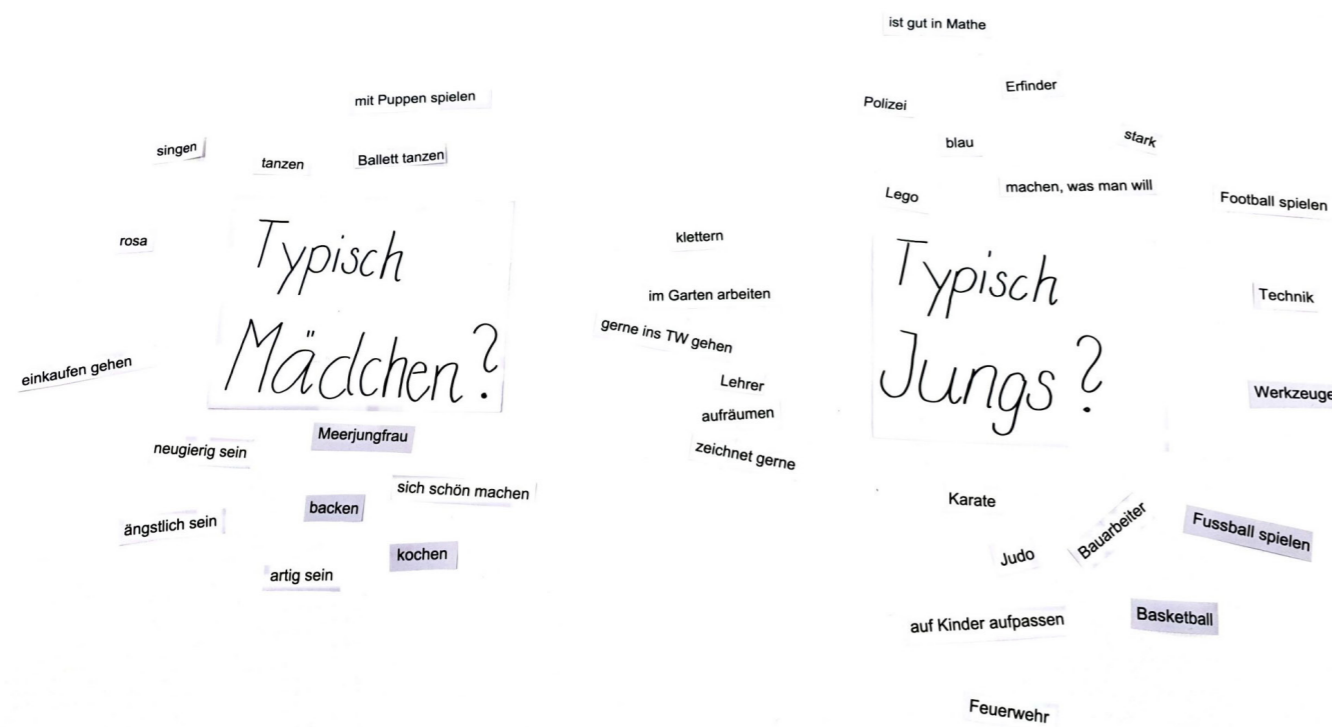 mit Puppen spielen
singen
tanzen
Ballett tanzen
rosa
Typisch
Mädchen?
einkaufen gehen
Meerjungfrau
neugierig sein
sich schön machen
backen
ängstlich sein
kochen
artig sein
klettern
im Garten arbeiten
gerne ins TW gehen
Lehrer
aufräumen
zeichnet gerne
ist gut in Mathe
Erfinder
Polizei
blau
stark
machen, was man will
Lego
Football spielen
Typisch
Jungs?
Technik
Werkzeuge
Karate
Bauarbeiter
Fussball spielen
Judo
auf Kinder aufpassen
Basketball
Feuerwehr